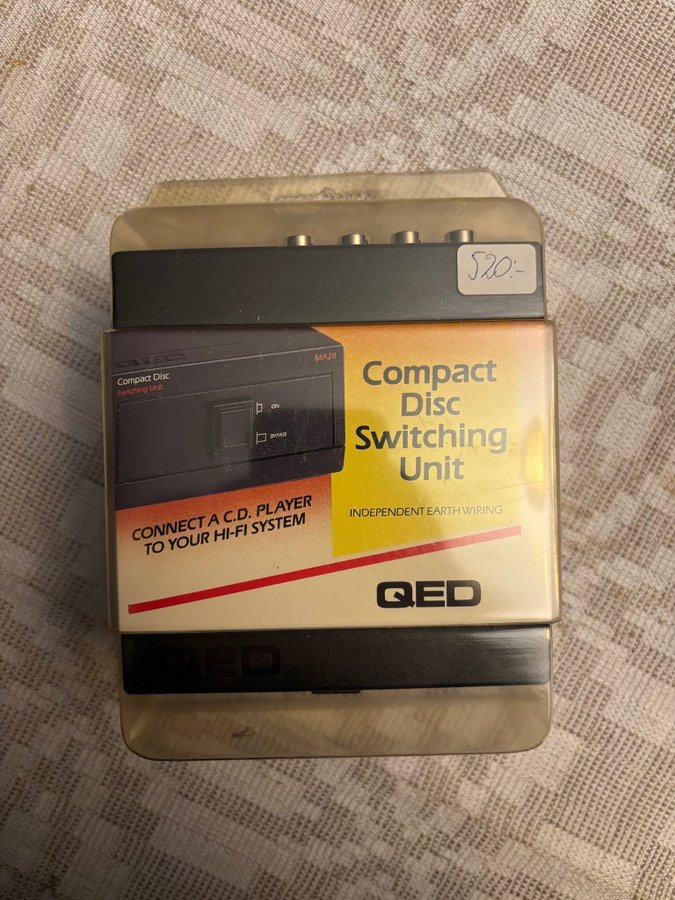 520:-
QED
MA28
Compact Disc
Switching Unit
ON
BYPASS
Compact
Disc
Switching
Unit
INDEPENDENT EARTH WIRING
CONNECT A C.D. PLAYER
TO YOUR HI-FI SYSTEM
QED
QED